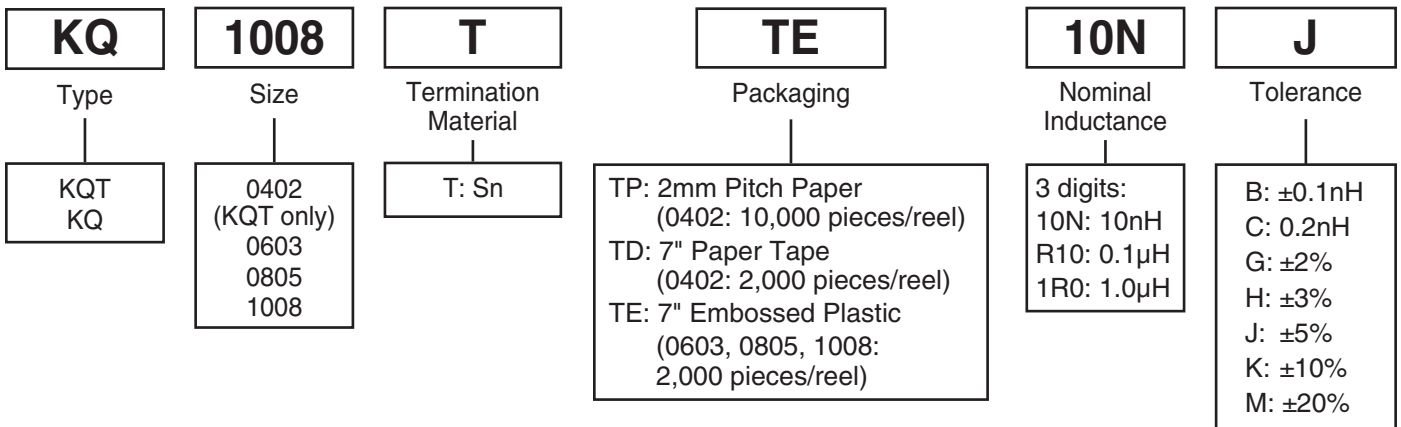 KQ
1008
T
TE
10N
J
Type
Size
Termination
Material
Packaging
Nominal
Inductance
Tolerance
KQT
KQ
0402
(KQT only)
0603
0805
1008
T: Sn
TP: 2mm Pitch Paper
(0402: 10,000 pieces/reel)
TD: 7" Paper Tape
(0402: 2,000 pieces/reel)
TE: 7" Embossed Plastic
(0603, 0805, 1008:
2,000 pieces/reel)
3 digits:
10N: 10nH
R10: 0.1µH
1R0: 1.0µH
B: ±0.1nH
C: 0.2nH
G: ±2%
H: ±3%
J: ±5%
K: ±10%
M: ±20%